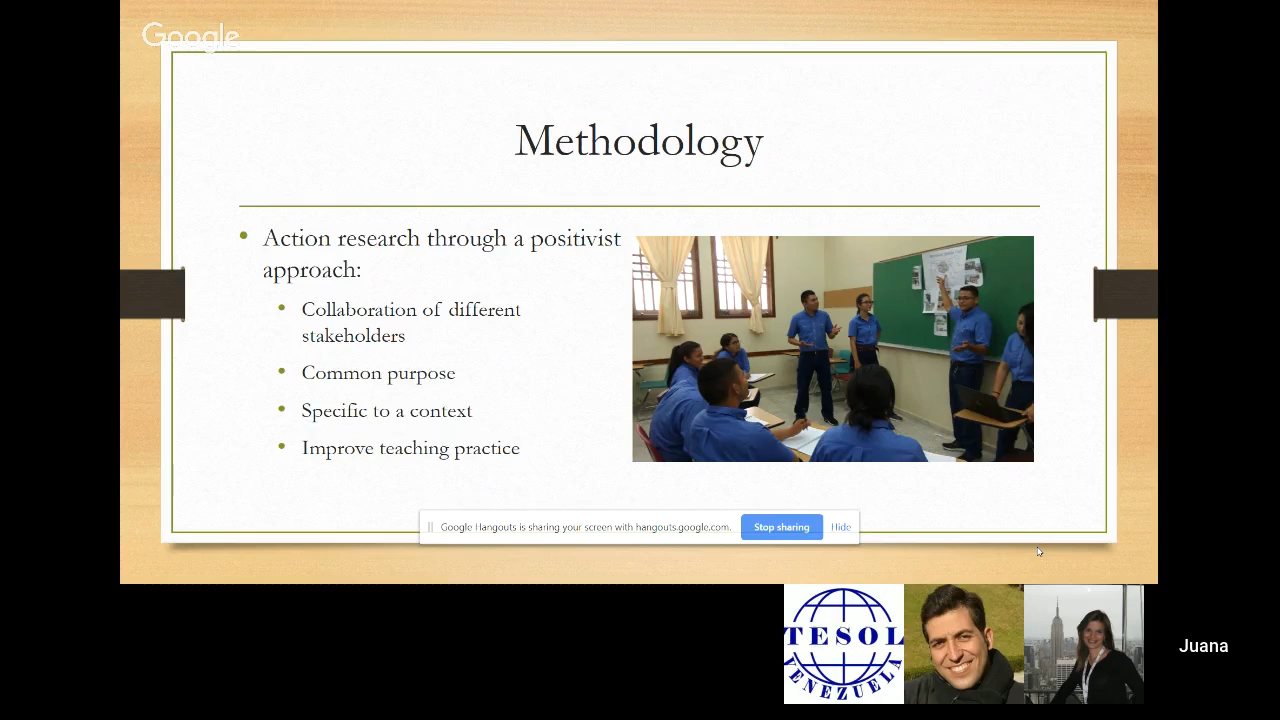 Google
Methodology
• Action research through a positivist
approach:
• Collaboration of different
stakeholders
• Common purpose
• Specific to a context
• Improve teaching practice
Google Hangouts is sharing your screen with hangouts.google.com.
Stop sharing
Hide
TESOL
VENEZUELA
Juana